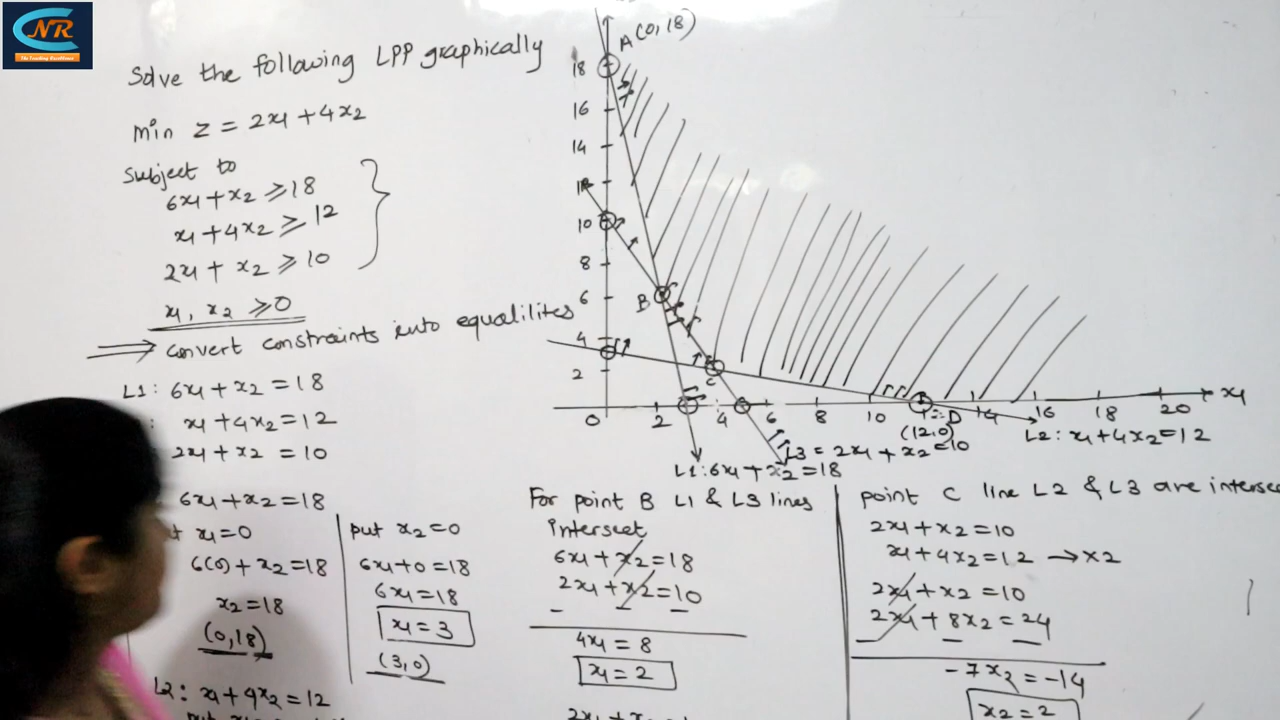 NR
The Leading Excellence
Solve the following LPP graphically
min Z = 2x1 + 4x2
Subject to
6x1 + x2 ≥ 18
x1 + 4x2 ≥ 12
2x1 + x2 ≥ 10
x1, x2 ≥ 0
⇒ convert constraints into equalilites
L1: 6x1 + x2 = 18
: x1 + 4x2 = 12
2x1 + x2 = 10
6x1 + x2 = 18
x1 = 0
6(0) + x2 = 18
x2 = 18
(0,18)
L2: x1 + 4x2 = 12
put x2 = 0
6x1 + 0 = 18
6x1 = 18
x1 = 3
(3,0)
A(0,18)
18
16
14
12
10
8
6
4
2
B
C
D
0 2 4 6 8 10 14 16 18 20 x1
(12,0)
L1: 6x1 + x2 = 18
L3 = 2x1 + x2 = 10
L2: x1 + 4x2 = 12
For point B L1 & L3 lines
intersect
6x1 + x2 = 18
2x1 + x2 = 10
- - -
4x1 = 8
x1 = 2
point C line L2 & L3 are
2x1 + x2 = 10
x1 + 4x2 = 12 → x2
2x1 + x2 = 10
2x1 + 8x2 = 24
- - -
-7x2 = -14
x2 = 2